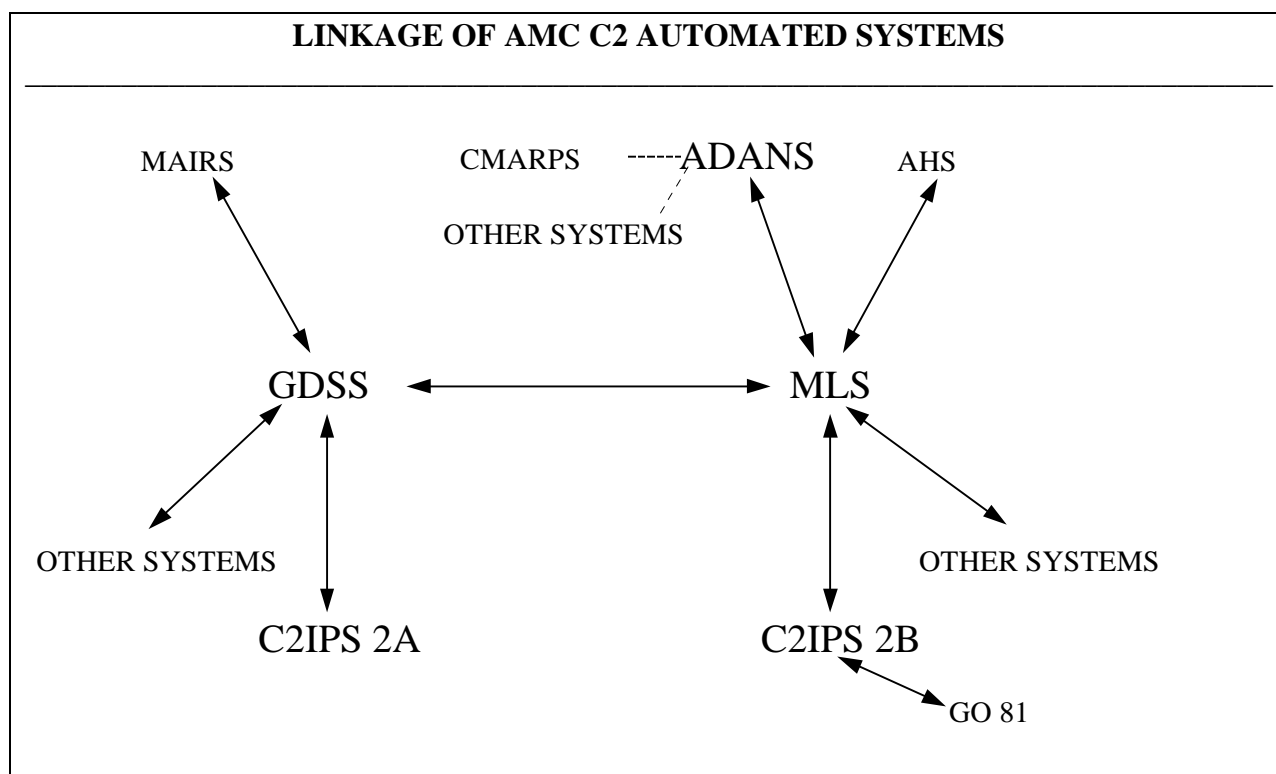 LINKAGE OF AMC C2 AUTOMATED SYSTEMS
MAIRS
CMARPS
ADANS
AHS
OTHER SYSTEMS
GDSS
MLS
OTHER SYSTEMS
OTHER SYSTEMS
C2IPS 2A
C2IPS 2B
GO 81